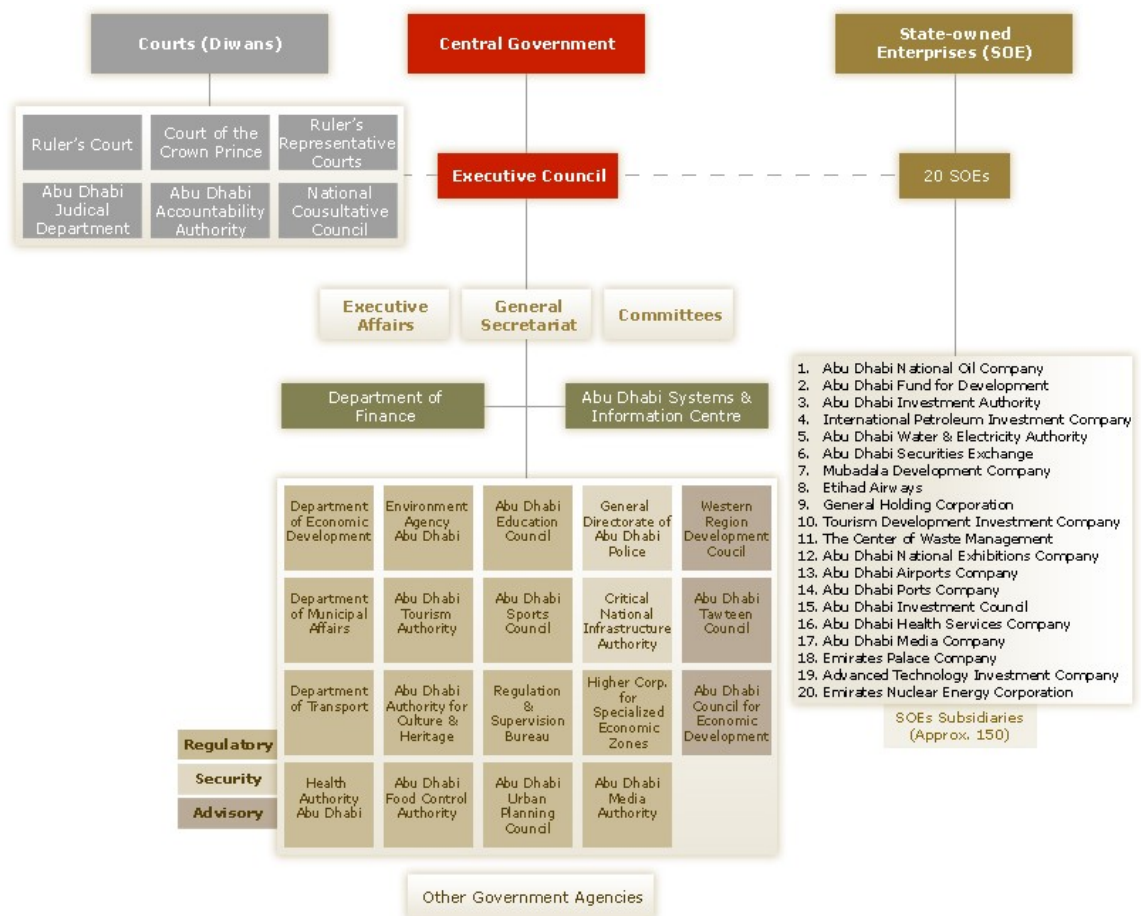 Courts (Diwans)
Central Government
State-owned
Enterprises (SOE)
Ruler's Court
Court of the
Crown Prince
Ruler's
Representative
Courts
Abu Dhabi
Judical
Department
Abu Dhabi
Accountability
Authority
National
Cousultative
Council
Executive Council
20 SOEs
Executive
Affairs
General
Secretariat
Committees
Department of
Finance
Abu Dhabi Systems &
Information Centre
Department
of Economic
Development
Environment
Agency
Abu Dhabi
Abu Dhabi
Education
Council
General
Directorate of
Abu Dhabi
Police
Western
Region
Development
Coucil
Department
of Municipal
Affairs
Abu Dhabi
Tourism
Authority
Abu Dhabi
Sports
Council
Critical
National
Infrastructure
Authority
Abu Dhabi
Tawteen
Council
Department
of Transport
Abu Dhabi
Authority for
Culture &
Heritage
Regulation
&
Supervision
Bureau
Higher Corp.
for
Specialized
Economic
Zones
Abu Dhabi
Council for
Economic
Development
Health
Authority
Abu Dhabi
Abu Dhabi
Food Control
Authority
Abu Dhabi
Urban
Planning
Council
Abu Dhabi
Media
Authority
Regulatory
Security
Advisory
Other Government Agencies
1. Abu Dhabi National Oil Company
2. Abu Dhabi Fund for Development
3. Abu Dhabi Investment Authority
4. International Petroleum Investment Company
5. Abu Dhabi Water & Electricity Authority
6. Abu Dhabi Securities Exchange
7. Mubadala Development Company
8. Etihad Airways
9. General Holding Corporation
10. Tourism Development Investment Company
11. The Center of Waste Management
12. Abu Dhabi National Exhibitions Company
13. Abu Dhabi Airports Company
14. Abu Dhabi Ports Company
15. Abu Dhabi Investment Council
16. Abu Dhabi Health Services Company
17. Abu Dhabi Media Company
18. Emirates Palace Company
19. Advanced Technology Investment Company
20. Emirates Nuclear Energy Corporation
SOEs Subsidiaries
(Approx. 150)